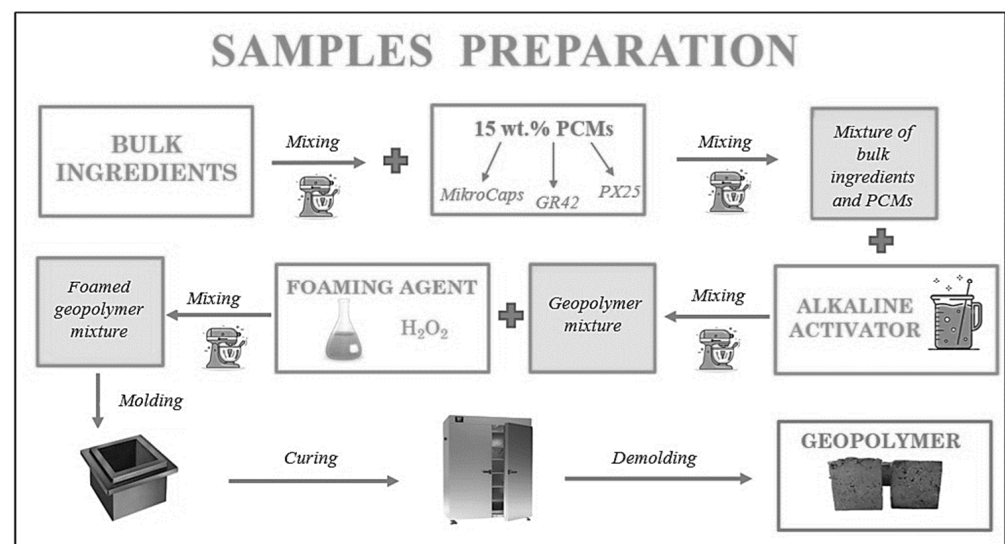 SAMPLES PREPARATION
BULK
INGREDIENTS
Mixing
15 wt.% PCMs
MikroCaps
GR42
PX25
Mixing
Mixture of
bulk
ingredients
and PCMs
ALKALINE
ACTIVATOR
Mixing
Geopolymer
mixture
FOAMING AGENT
H₂O₂
Mixing
Foamed
geopolymer
mixture
Molding
Curing
Demolding
GEOPOLYMER